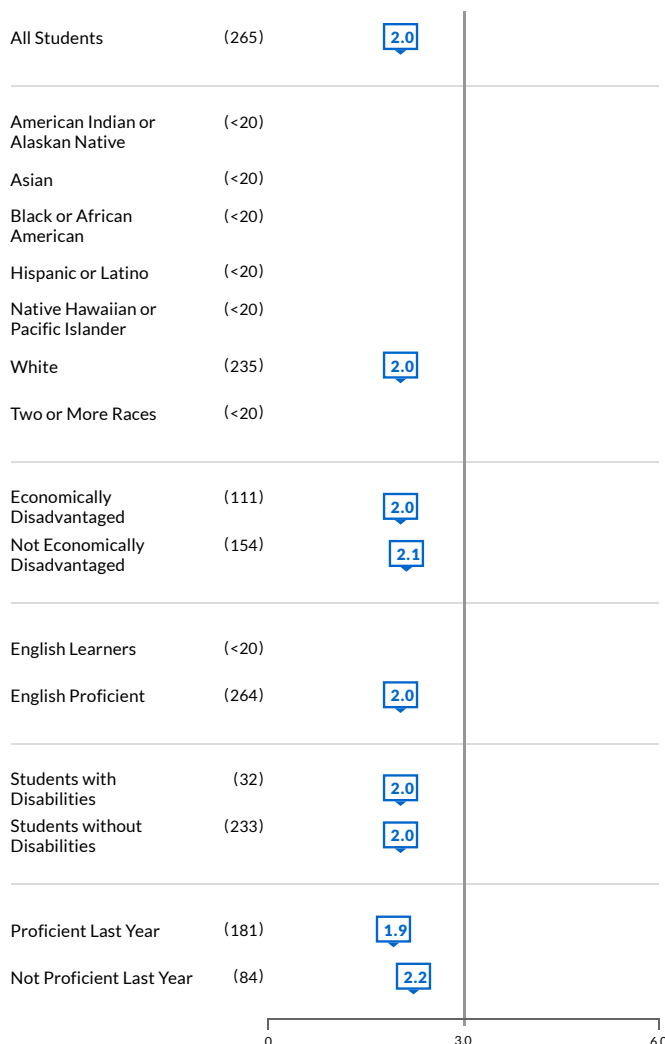 All Students (265) 2.0
American Indian or (<20)
Alaskan Native
Asian (<20)
Black or African (<20)
American
Hispanic or Latino (<20)
Native Hawaiian or (<20)
Pacific Islander
White (235) 2.0
Two or More Races (<20)
Economically (111) 2.0
Disadvantaged
Not Economically (154) 2.1
Disadvantaged
English Learners (<20)
English Proficient (264) 2.0
Students with (32) 2.0
Disabilities
Students without (233) 2.0
Disabilities
Proficient Last Year (181) 1.9
Not Proficient Last Year (84) 2.2
0 3.0 6.0